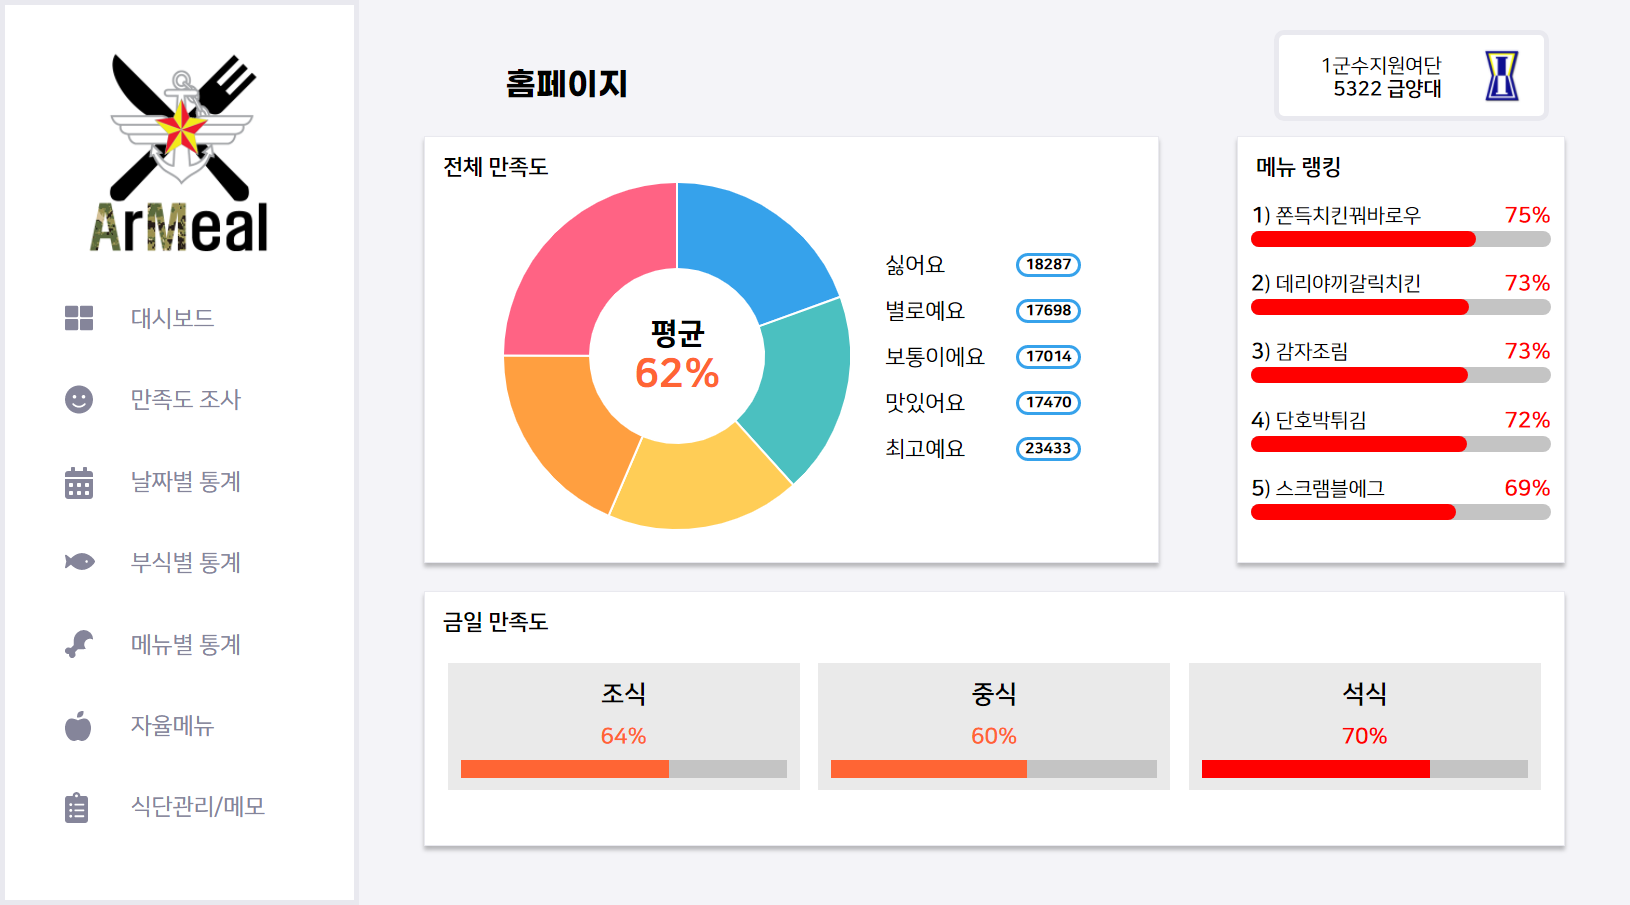 ArMeal
대시보드
만족도 조사
날짜별 통계
부식별 통계
메뉴별 통계
자율메뉴
식단관리/메모
홈페이지
1군수지원여단
5322 급양대
전체 만족도
평균
62%
싫어요 18287
별로예요 17698
보통이에요 17014
맛있어요 17470
최고예요 23433
메뉴 랭킹
1) 쫀득치킨꿔바로우 75%
2) 데리야끼갈릭치킨 73%
3) 감자조림 73%
4) 단호박튀김 72%
5) 스크램블에그 69%
금일 만족도
조식
64%
중식
60%
석식
70%